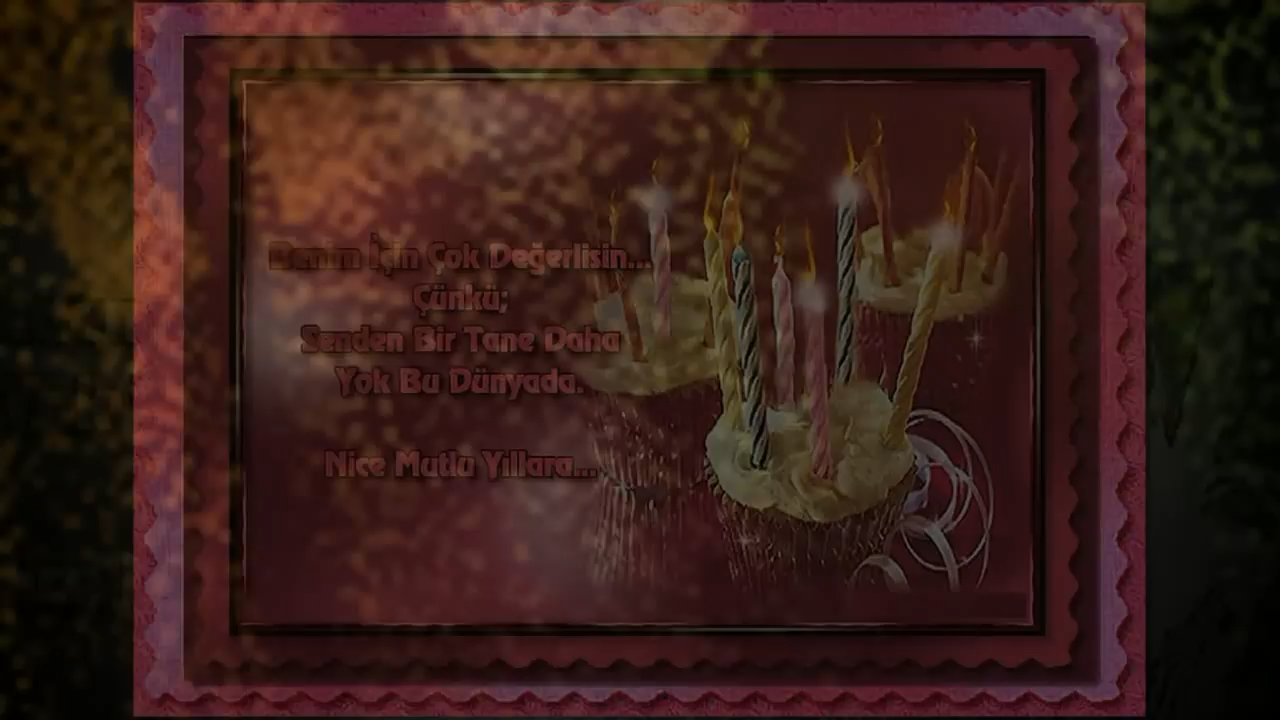 Benim İçin Çok Değerlisin...
Çünkü;
Senden Bir Tane Daha
Yok Bu Dünyada.
Nice Mutlu Yıllara...